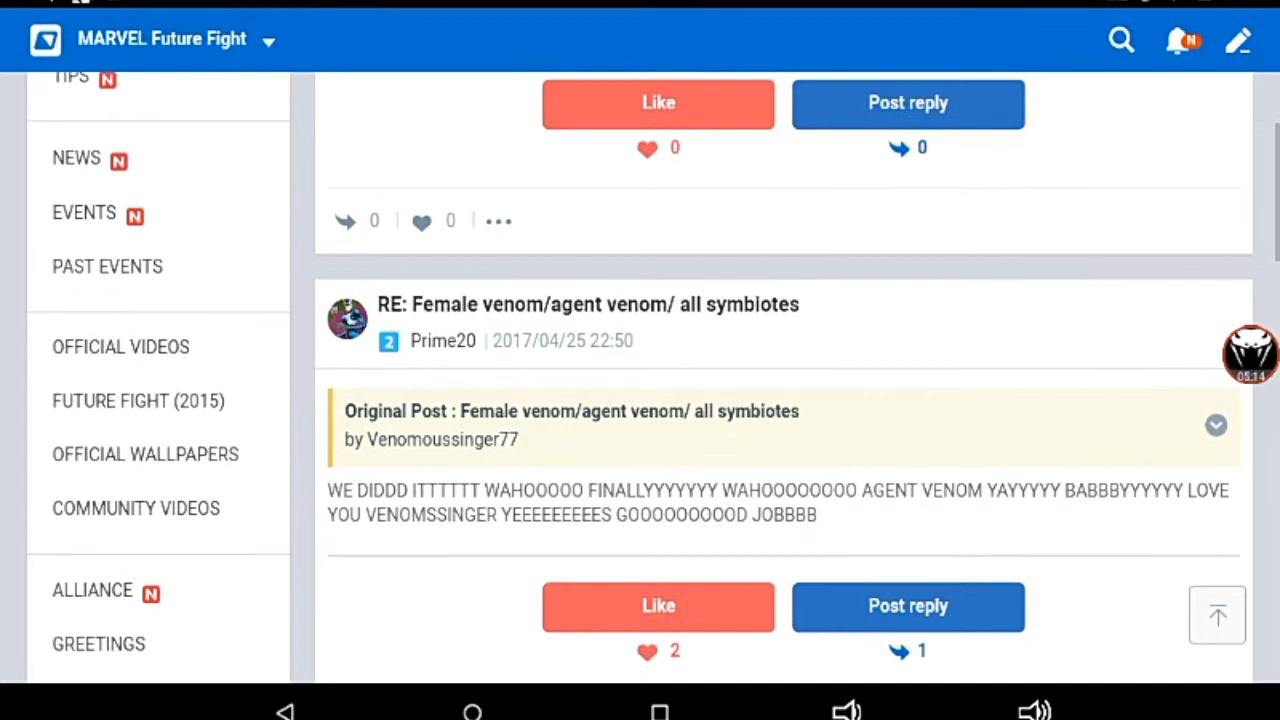 MARVEL Future Fight
N
TIPS N
NEWS N
EVENTS N
PAST EVENTS
OFFICIAL VIDEOS
FUTURE FIGHT (2015)
OFFICIAL WALLPAPERS
COMMUNITY VIDEOS
ALLIANCE N
GREETINGS
Like
Post reply
0
0
0
0
RE: Female venom/agent venom/ all symbiotes
2 Prime20 | 2017/04/25 22:50
Original Post : Female venom/agent venom/ all symbiotes
by Venomoussinger77
WE DIDDD ITTTTTT WAHOOOOO FINALLYYYYYYY WAHOOOOOOOO AGENT VENOM YAYYYYY BABBBYYYYYY LOVE
YOU VENOMSSINGER YEEEEEEEEES GOOOOOOOOOD JOBBBB
Like
Post reply
2
1
05:14